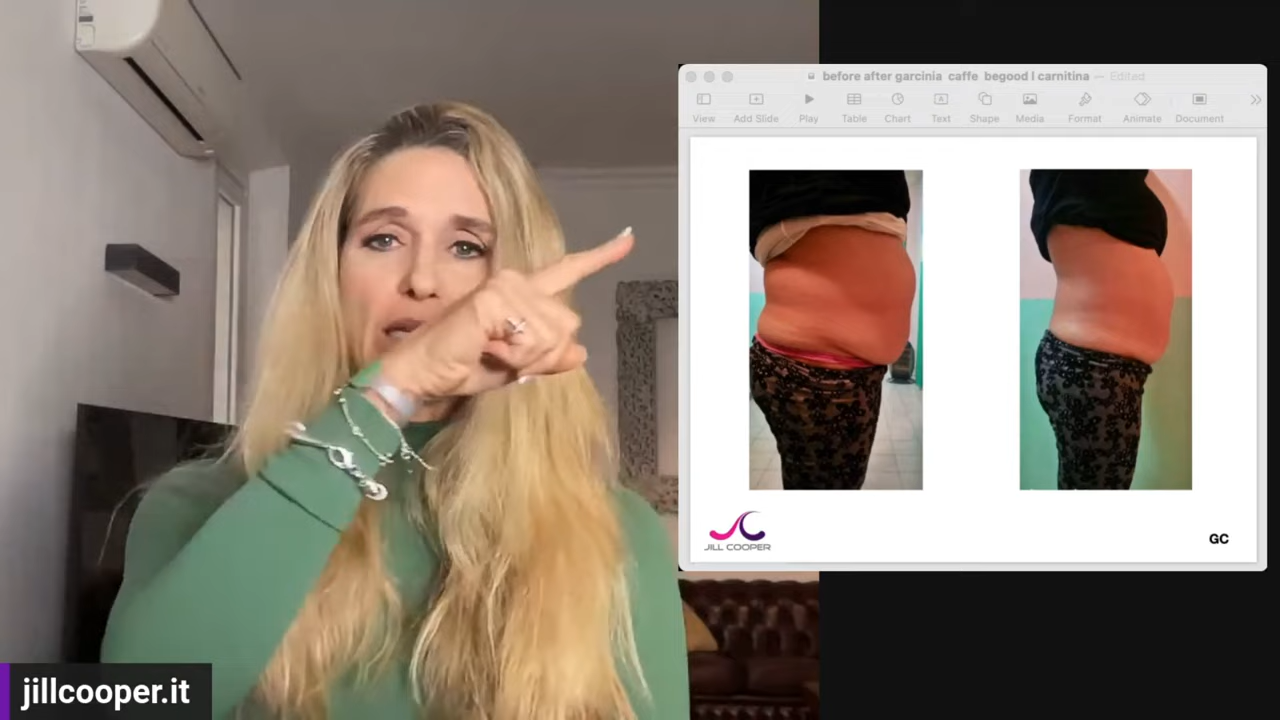 before after garcinia caffe begood l carnitina — Edited
View Add Slide Play Table Chart Text Shape Media Format Animate Document
JILL COOPER
GC
jillcooper.it